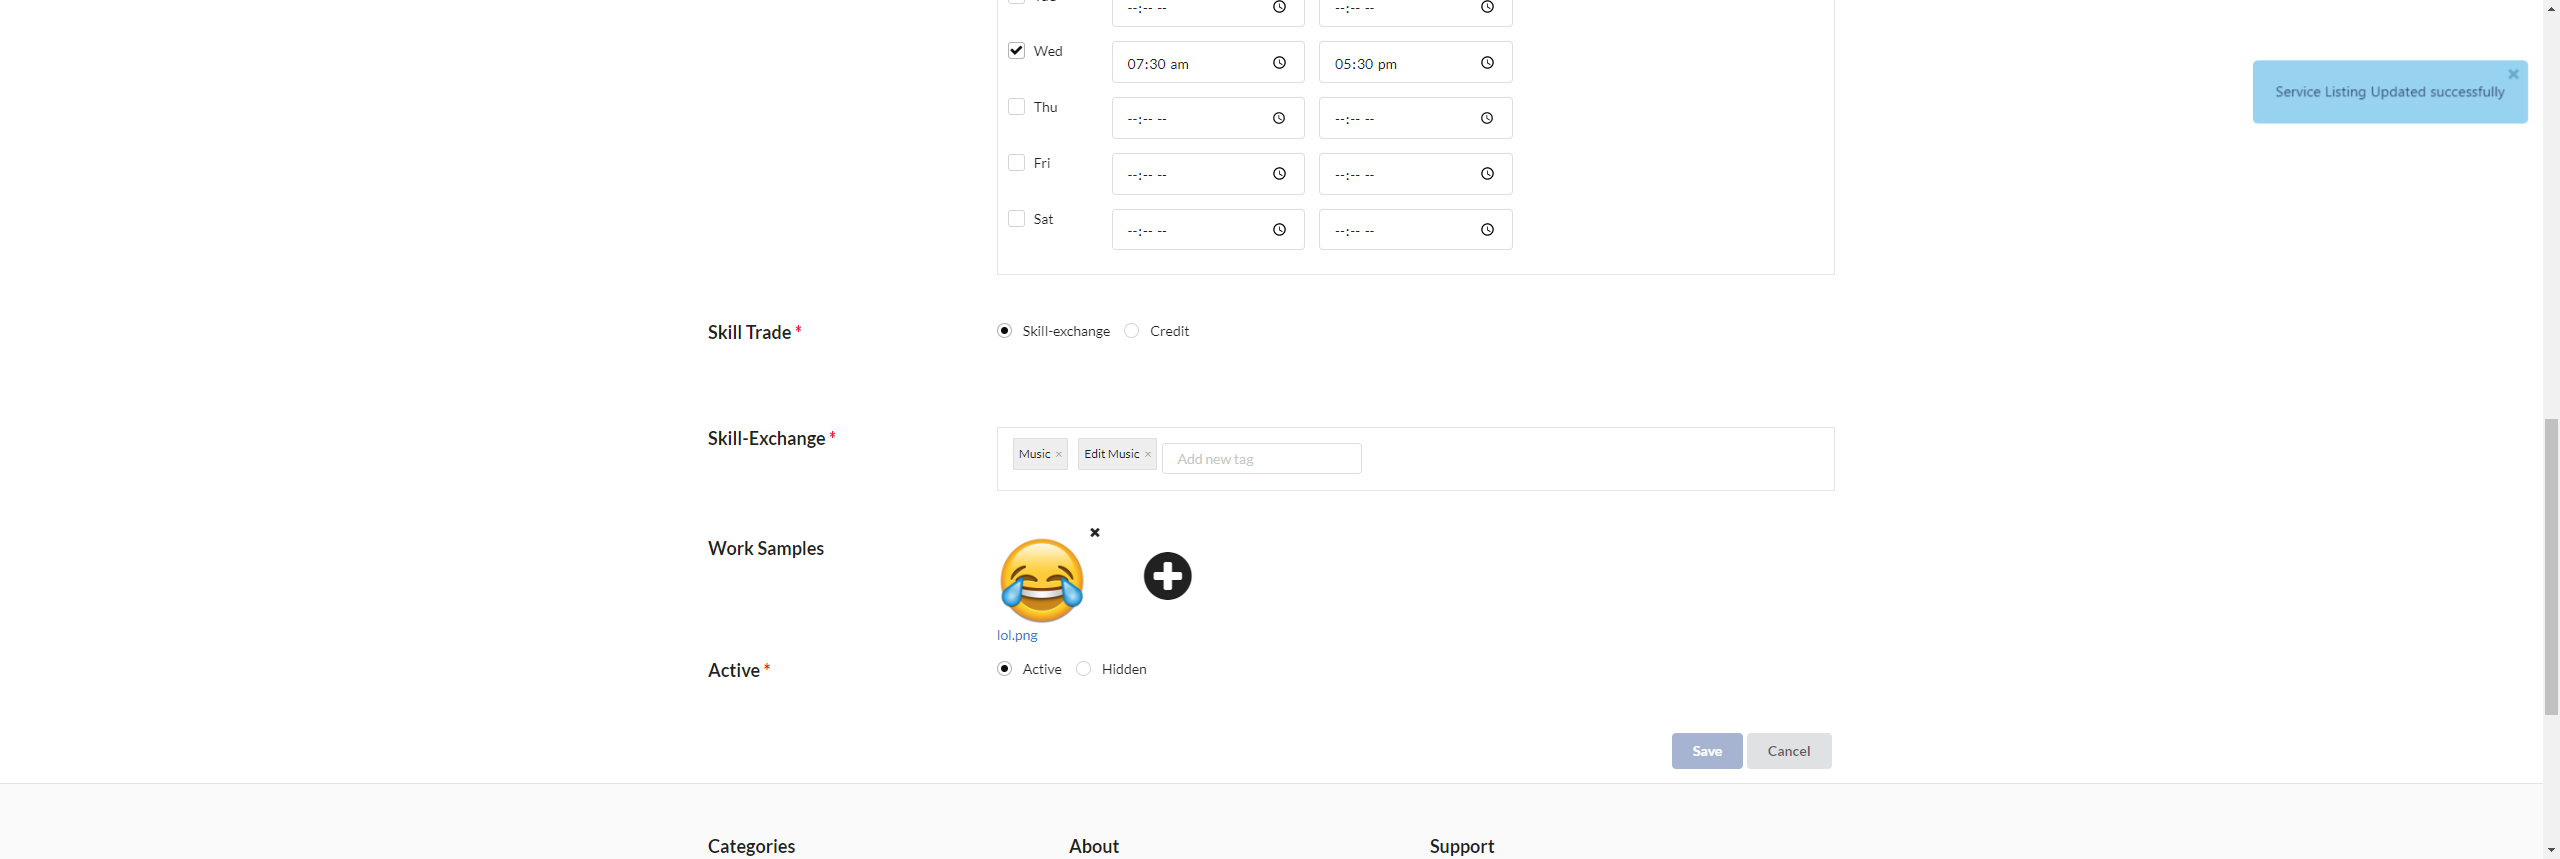 --:-- -- --:-- --
Wed 07:30 am 05:30 pm
Service Listing Updated successfully
Thu --:-- -- --:-- --
Fri --:-- -- --:-- --
Sat --:-- -- --:-- --
Skill Trade * Skill-exchange Credit
Skill-Exchange * Music × Edit Music × Add new tag
Work Samples
lol.png
Active * Active Hidden
Save Cancel
Categories About Support